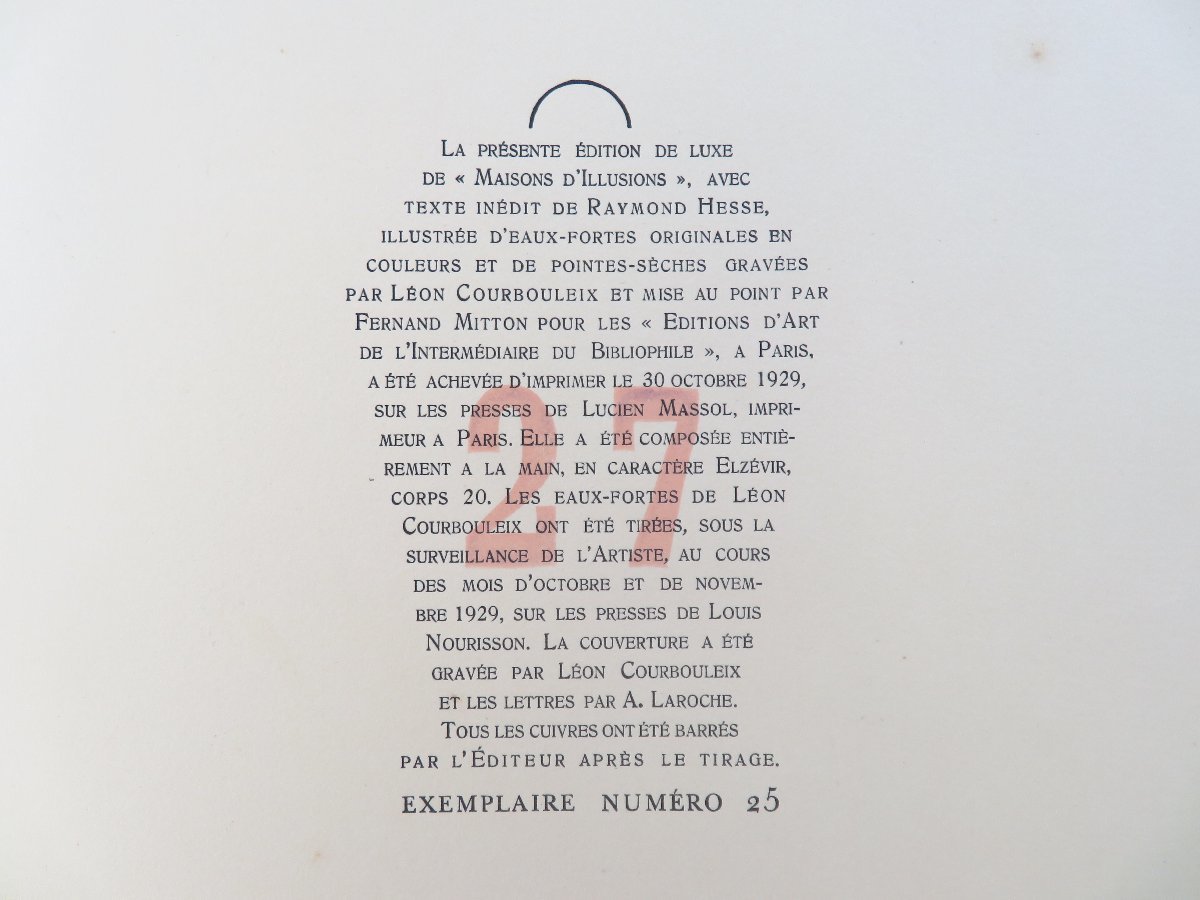 La présente édition de luxe
de « Maisons d'Illusions », avec
texte inédit de Raymond Hesse,
illustrée d'eaux-fortes originales en
couleurs et de pointes-sèches gravées
par Léon Courbouleix et mise au point par
Fernand Mitton pour les « Editions d'Art
de l'Intermédiaire du Bibliophile », a Paris,
a été achevée d'imprimer le 30 octobre 1929,
sur les presses de Lucien Massol, impri-
meur a Paris. Elle a été composée entiè-
rement a la main, en caractère Elzévir,
corps 20. Les eaux-fortes de Léon
Courbouleix ont été tirées, sous la
surveillance de l'Artiste, au cours
des mois d'octobre et de novem-
bre 1929, sur les presses de Louis
Nourisson. La couverture a été
gravée par Léon Courbouleix
et les lettres par A. Laroche.
Tous les cuivres ont été barrés
par l'Éditeur après le tirage.
EXEMPLAIRE NUMÉRO 25
27